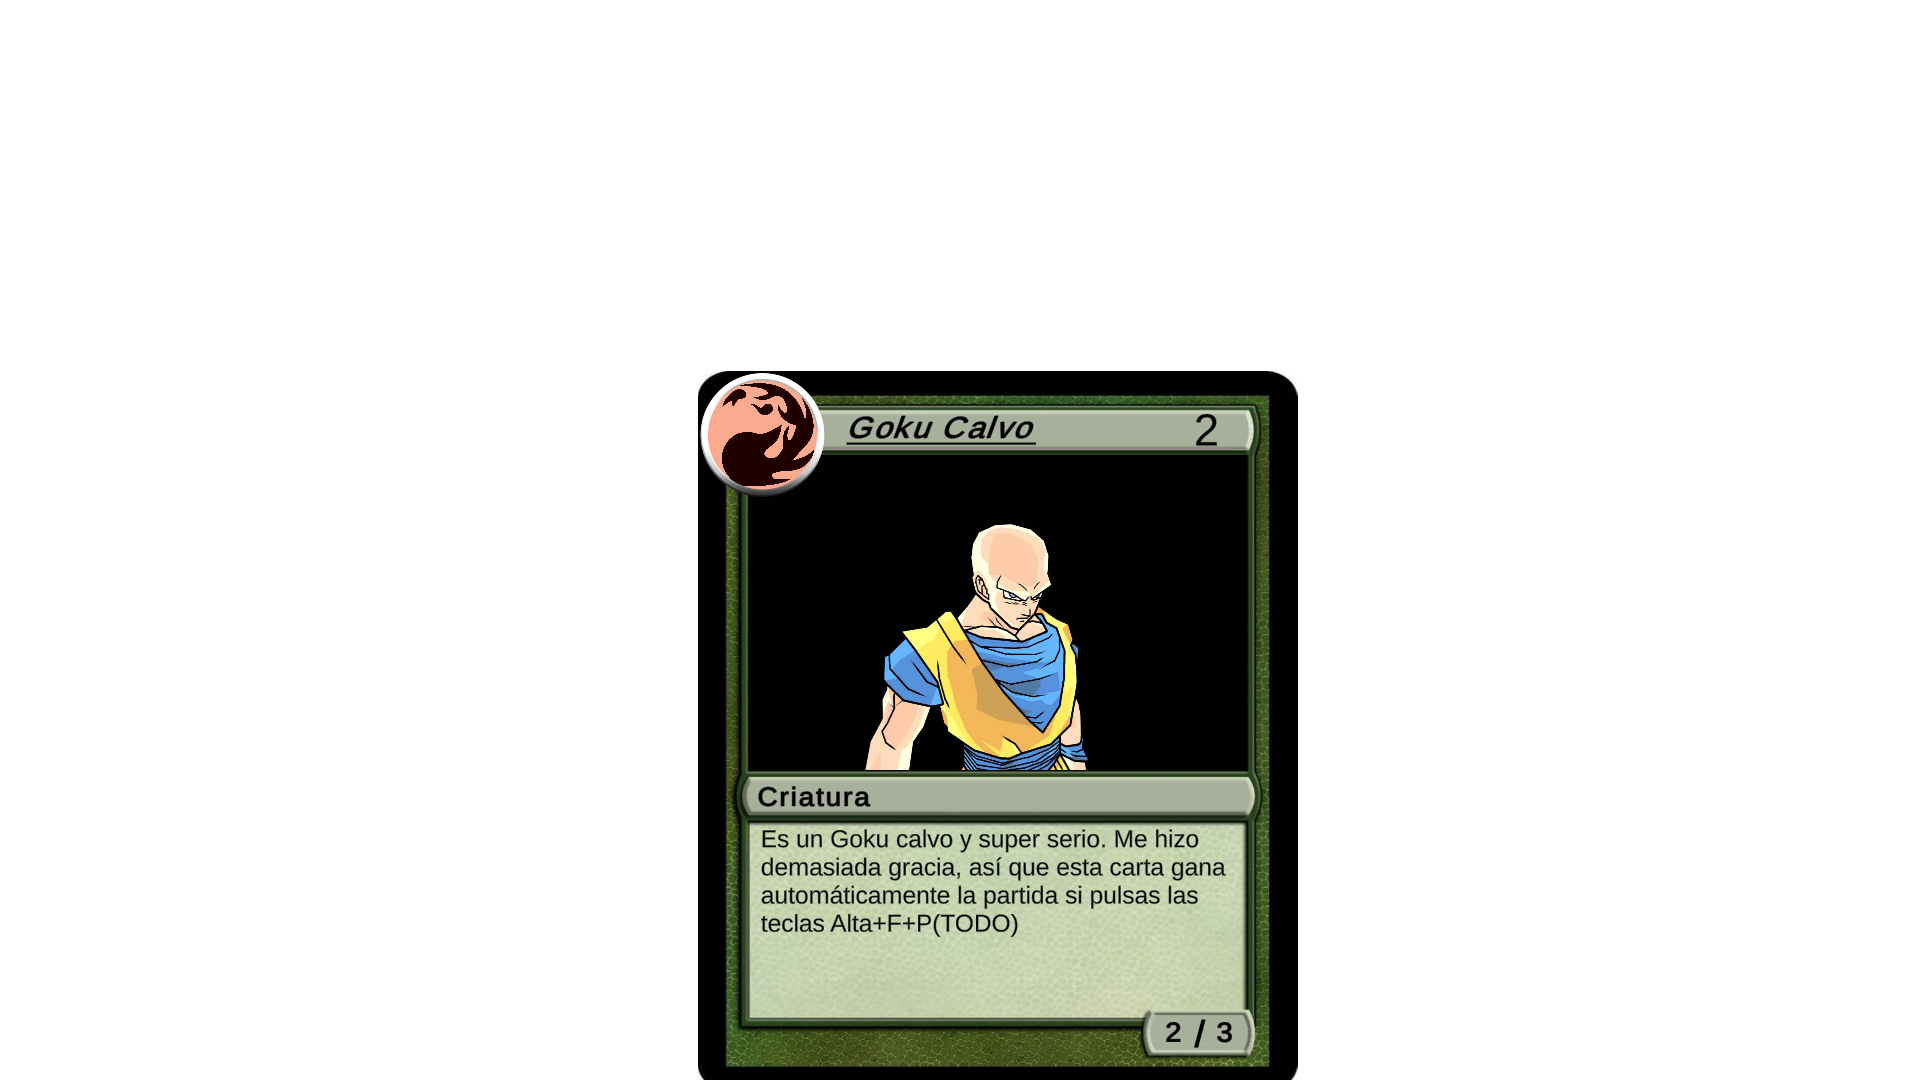 Goku Calvo 2
Criatura
Es un Goku calvo y super serio. Me hizo
demasiada gracia, así que esta carta gana
automáticamente la partida si pulsas las
teclas Alta+F+P(TODO)
2 / 3